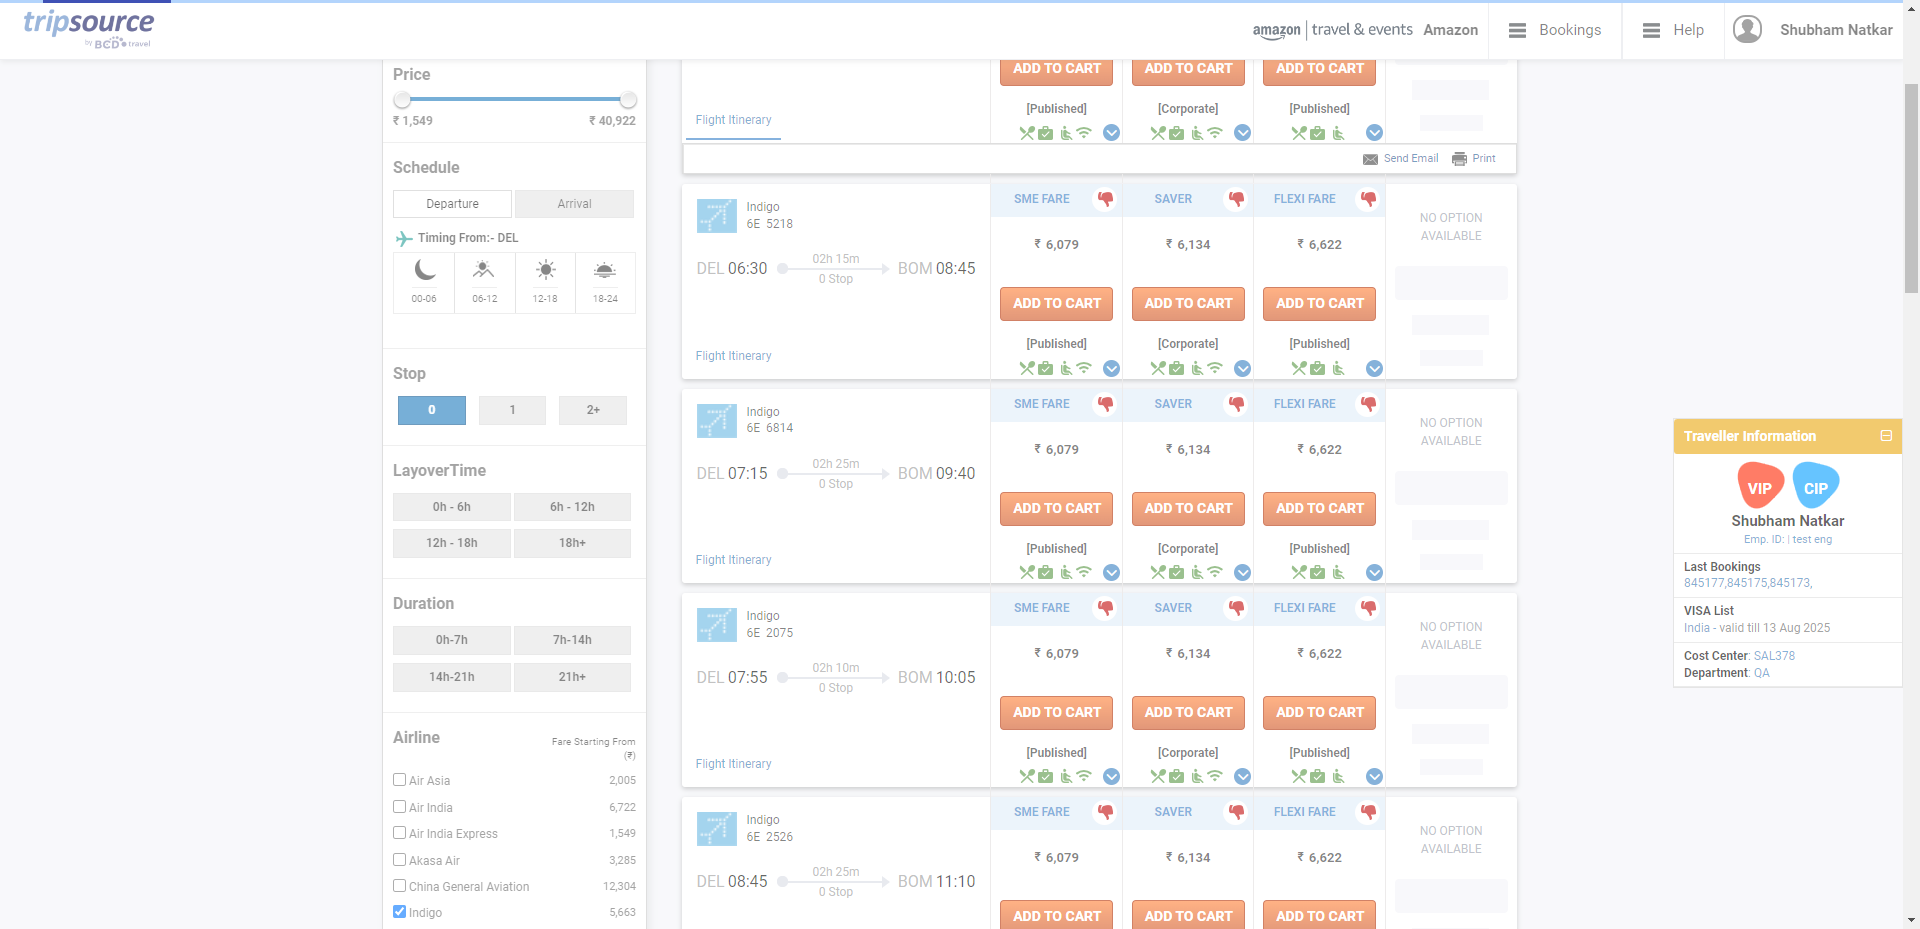 tripsource
by BCD travel
amazon | travel & events Amazon
Bookings
Help
Shubham Natkar
Price
₹ 1,549 ₹ 40,922
Schedule
Departure Arrival
Timing From:- DEL
00-06 06-12 12-18 18-24
Stop
0 1 2+
LayoverTime
0h - 6h 6h - 12h
12h - 18h 18h+
Duration
0h-7h 7h-14h
14h-21h 21h+
Airline Fare Starting From
(₹)
Air Asia 2,005
Air India 6,722
Air India Express 1,549
Akasa Air 3,285
China General Aviation 12,304
Indigo 5,663
ADD TO CART ADD TO CART ADD TO CART
[Published] [Corporate] [Published]
Flight Itinerary
Send Email Print
Indigo
6E 5218
SME FARE SAVER FLEXI FARE
NO OPTION
AVAILABLE
₹ 6,079 ₹ 6,134 ₹ 6,622
DEL 06:30 02h 15m BOM 08:45
0 Stop
ADD TO CART ADD TO CART ADD TO CART
[Published] [Corporate] [Published]
Flight Itinerary
Indigo
6E 6814
SME FARE SAVER FLEXI FARE
NO OPTION
AVAILABLE
₹ 6,079 ₹ 6,134 ₹ 6,622
DEL 07:15 02h 25m BOM 09:40
0 Stop
ADD TO CART ADD TO CART ADD TO CART
[Published] [Corporate] [Published]
Flight Itinerary
Indigo
6E 2075
SME FARE SAVER FLEXI FARE
NO OPTION
AVAILABLE
₹ 6,079 ₹ 6,134 ₹ 6,622
DEL 07:55 02h 10m BOM 10:05
0 Stop
ADD TO CART ADD TO CART ADD TO CART
[Published] [Corporate] [Published]
Flight Itinerary
Indigo
6E 2526
SME FARE SAVER FLEXI FARE
NO OPTION
AVAILABLE
₹ 6,079 ₹ 6,134 ₹ 6,622
DEL 08:45 02h 25m BOM 11:10
0 Stop
ADD TO CART ADD TO CART ADD TO CART
Traveller Information
VIP CIP
Shubham Natkar
Emp. ID: | test eng
Last Bookings
845177,845175,845173,
VISA List
India - valid till 13 Aug 2025
Cost Center: SAL378
Department: QA